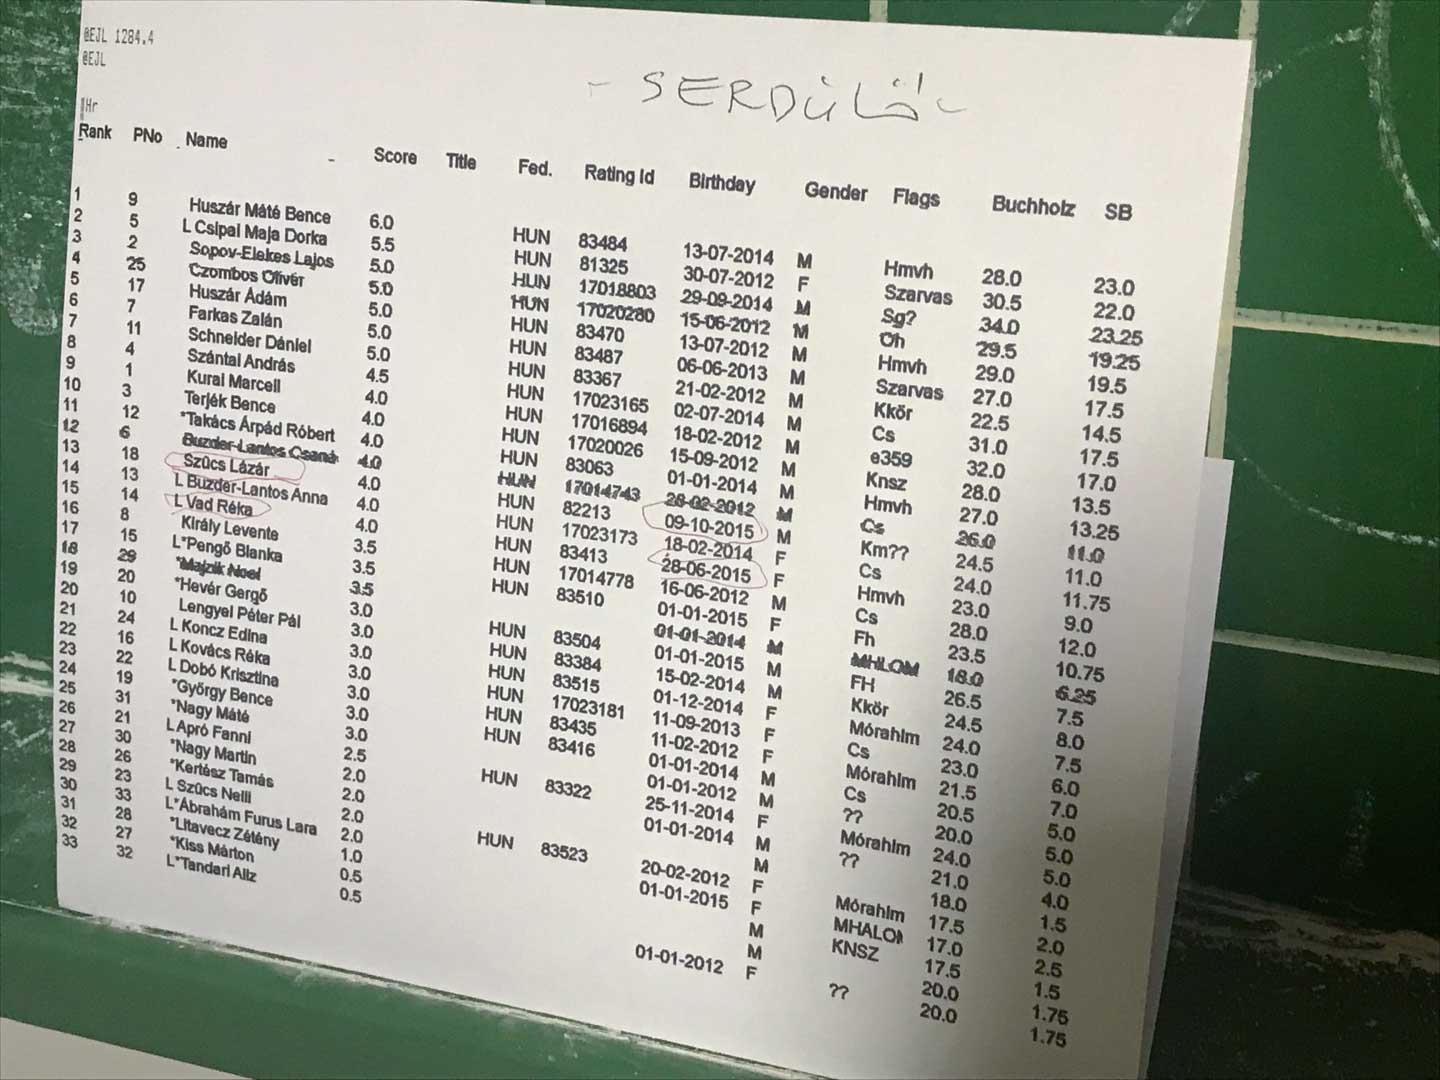 @EJL 1284.4
@EJL
- SERDÜLŐ -
Hr
Rank PNo Name Score Title Fed. Rating Id Birthday Gender Flags Buchholz SB
1 9 Huszár Máté Bence 6.0 HUN 83484 13-07-2014 M Hmvh 28.0 23.0
2 5 L Csipai Maja Dorka 5.5 HUN 81325 30-07-2012 F Szarvas 30.5 22.0
3 2 Sopov-Elekes Lajos 5.0 HUN 17018803 29-09-2014 M Sg? 34.0 23.25
4 25 Czombos Olivér 5.0 HUN 17020280 15-06-2012 M Oh 29.5 19.25
5 17 Huszár Ádám 5.0 HUN 83470 13-07-2012 M Hmvh 29.0 19.5
6 7 Farkas Zalán 5.0 HUN 83487 06-06-2013 M Szarvas 27.0 17.5
7 11 Schneider Dániel 5.0 HUN 83367 21-02-2012 M Kkör 22.5 14.5
8 4 Szántai András 4.5 HUN 17023165 02-07-2014 M Cs 31.0 17.5
9 1 Kurai Marcell 4.0 HUN 17016894 18-02-2012 M e359 32.0 17.0
10 3 Terjék Bence 4.0 HUN 17020026 15-09-2012 M Knsz 28.0 13.5
11 12 *Takács Árpád Róbert 4.0 HUN 83063 01-01-2014 M Hmvh 27.0 13.25
12 6 Buzder-Lantos Csaná 4.0 HUN 17014743 28-02-2012 M Cs 26.0 11.0
13 18 Szűcs Lázár 4.0 HUN 82213 09-10-2015 M Km?? 24.5 11.0
14 13 L Buzder-Lantos Anna 4.0 HUN 17023173 18-02-2014 F Cs 24.0 11.75
15 14 L Vad Réka 4.0 HUN 83413 28-06-2015 F Hmvh 23.0 9.0
16 8 Király Levente 3.5 HUN 17014778 16-06-2012 M Cs 28.0 12.0
17 15 L*Pengő Blanka 3.5 HUN 83510 01-01-2015 F Fh 23.5 10.75
18 29 *Majzik Noel 3.5 01-01-2014 M MHLOM 18.0 6.25
19 20 *Hevér Gergő 3.0 HUN 83504 01-01-2015 M FH 26.5 7.5
20 10 Lengyel Péter Pál 3.0 HUN 83384 15-02-2014 M Kkör 24.5 8.0
21 24 L Koncz Edina 3.0 HUN 83515 01-12-2014 F Mórahlm 24.0 7.5
22 16 L Kovács Réka 3.0 HUN 17023181 11-09-2013 F Cs 23.0 6.0
23 22 L Dobó Krisztina 3.0 HUN 83435 11-02-2012 F Mórahlm 21.5 7.0
24 19 *György Bence 3.0 HUN 83416 01-01-2014 M Cs 20.5 5.0
25 31 *Nagy Máté 3.0 01-01-2012 M ?? 20.0 5.0
26 21 L Apró Fanni 2.5 HUN 83322 25-11-2014 F Mórahlm 24.0 5.0
27 30 *Nagy Martin 2.0 01-01-2014 M ?? 21.0 4.0
28 26 *Kertész Tamás 2.0 M 18.0 1.5
29 23 L Szűcs Nelli 2.0 HUN 83523 20-02-2012 F Mórahlm 17.5 2.0
30 33 L*Ábrahám Furus Lara 2.0 01-01-2015 F MHALOM 17.0 2.5
31 28 *Litavecz Zétény 1.0 M KNSZ 17.5 1.5
32 27 *Kiss Márton 0.5 M 20.0 1.75
33 32 L*Tandari Aliz 0.5 01-01-2012 F ?? 20.0 1.75